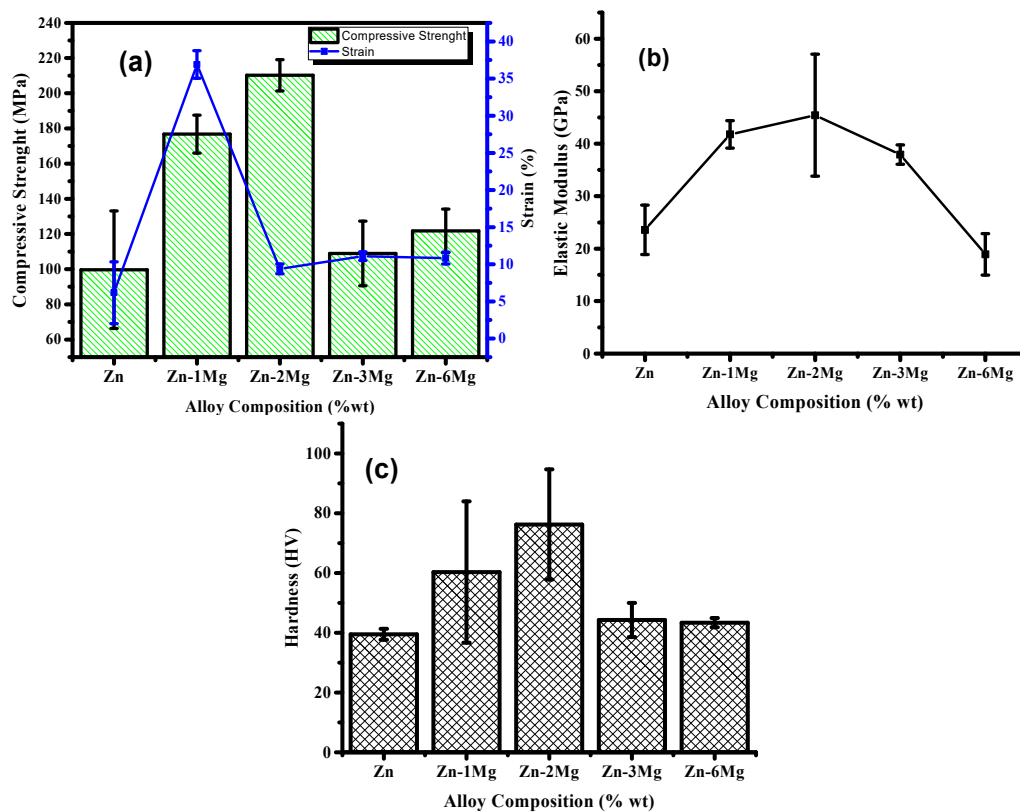 (a)
Compressive Strenght
Strain
Compressive Strenght (MPa)
240
220
200
180
160
140
120
100
80
60
Strain (%)
40
35
30
25
20
15
10
5
0
Zn Zn-1Mg Zn-2Mg Zn-3Mg Zn-6Mg
Alloy Composition (%wt)
(b)
Elastic Modulus (GPa)
60
50
40
30
20
10
0
Zn Zn-1Mg Zn-2Mg Zn-3Mg Zn-6Mg
Alloy Composition (% wt)
(c)
Hardness (HV)
100
80
60
40
20
0
Zn Zn-1Mg Zn-2Mg Zn-3Mg Zn-6Mg
Alloy Composition (% wt)